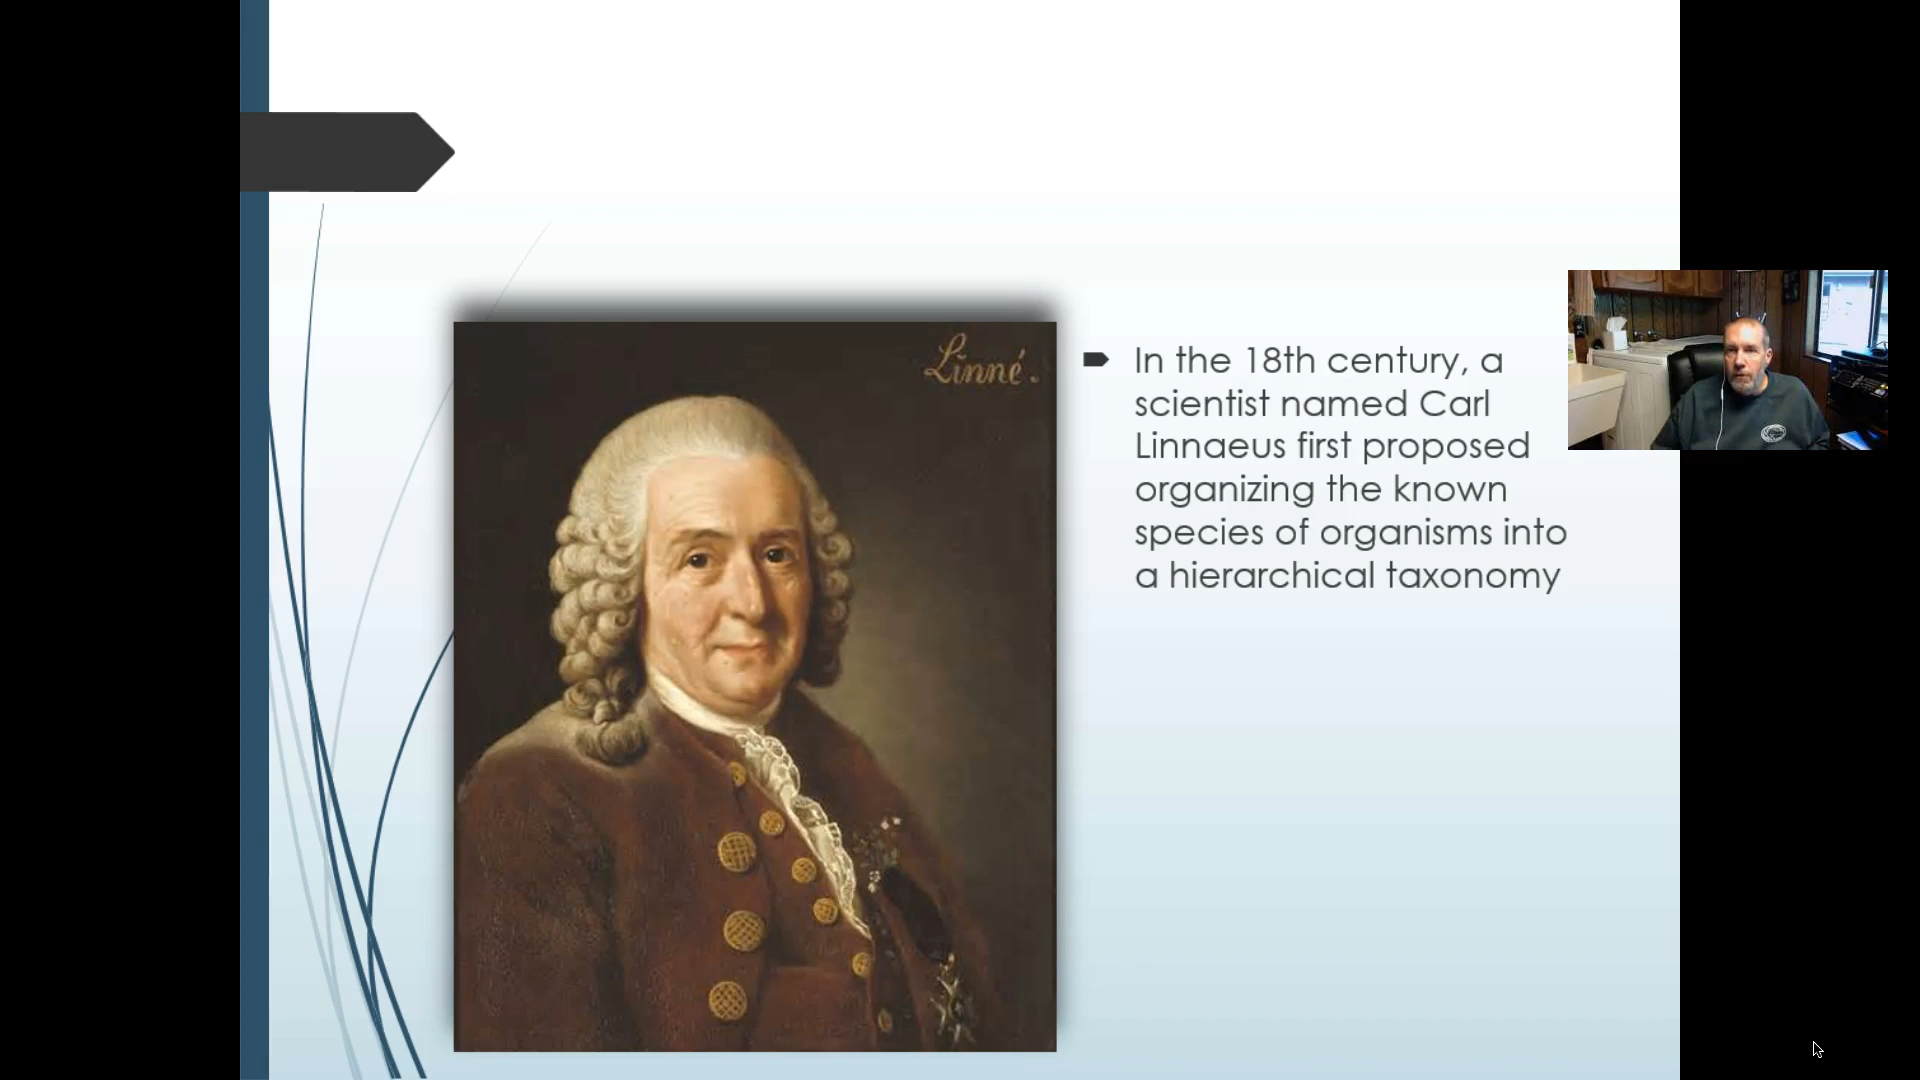 Linné.
In the 18th century, a
scientist named Carl
Linnaeus first proposed
organizing the known
species of organisms into
a hierarchical taxonomy